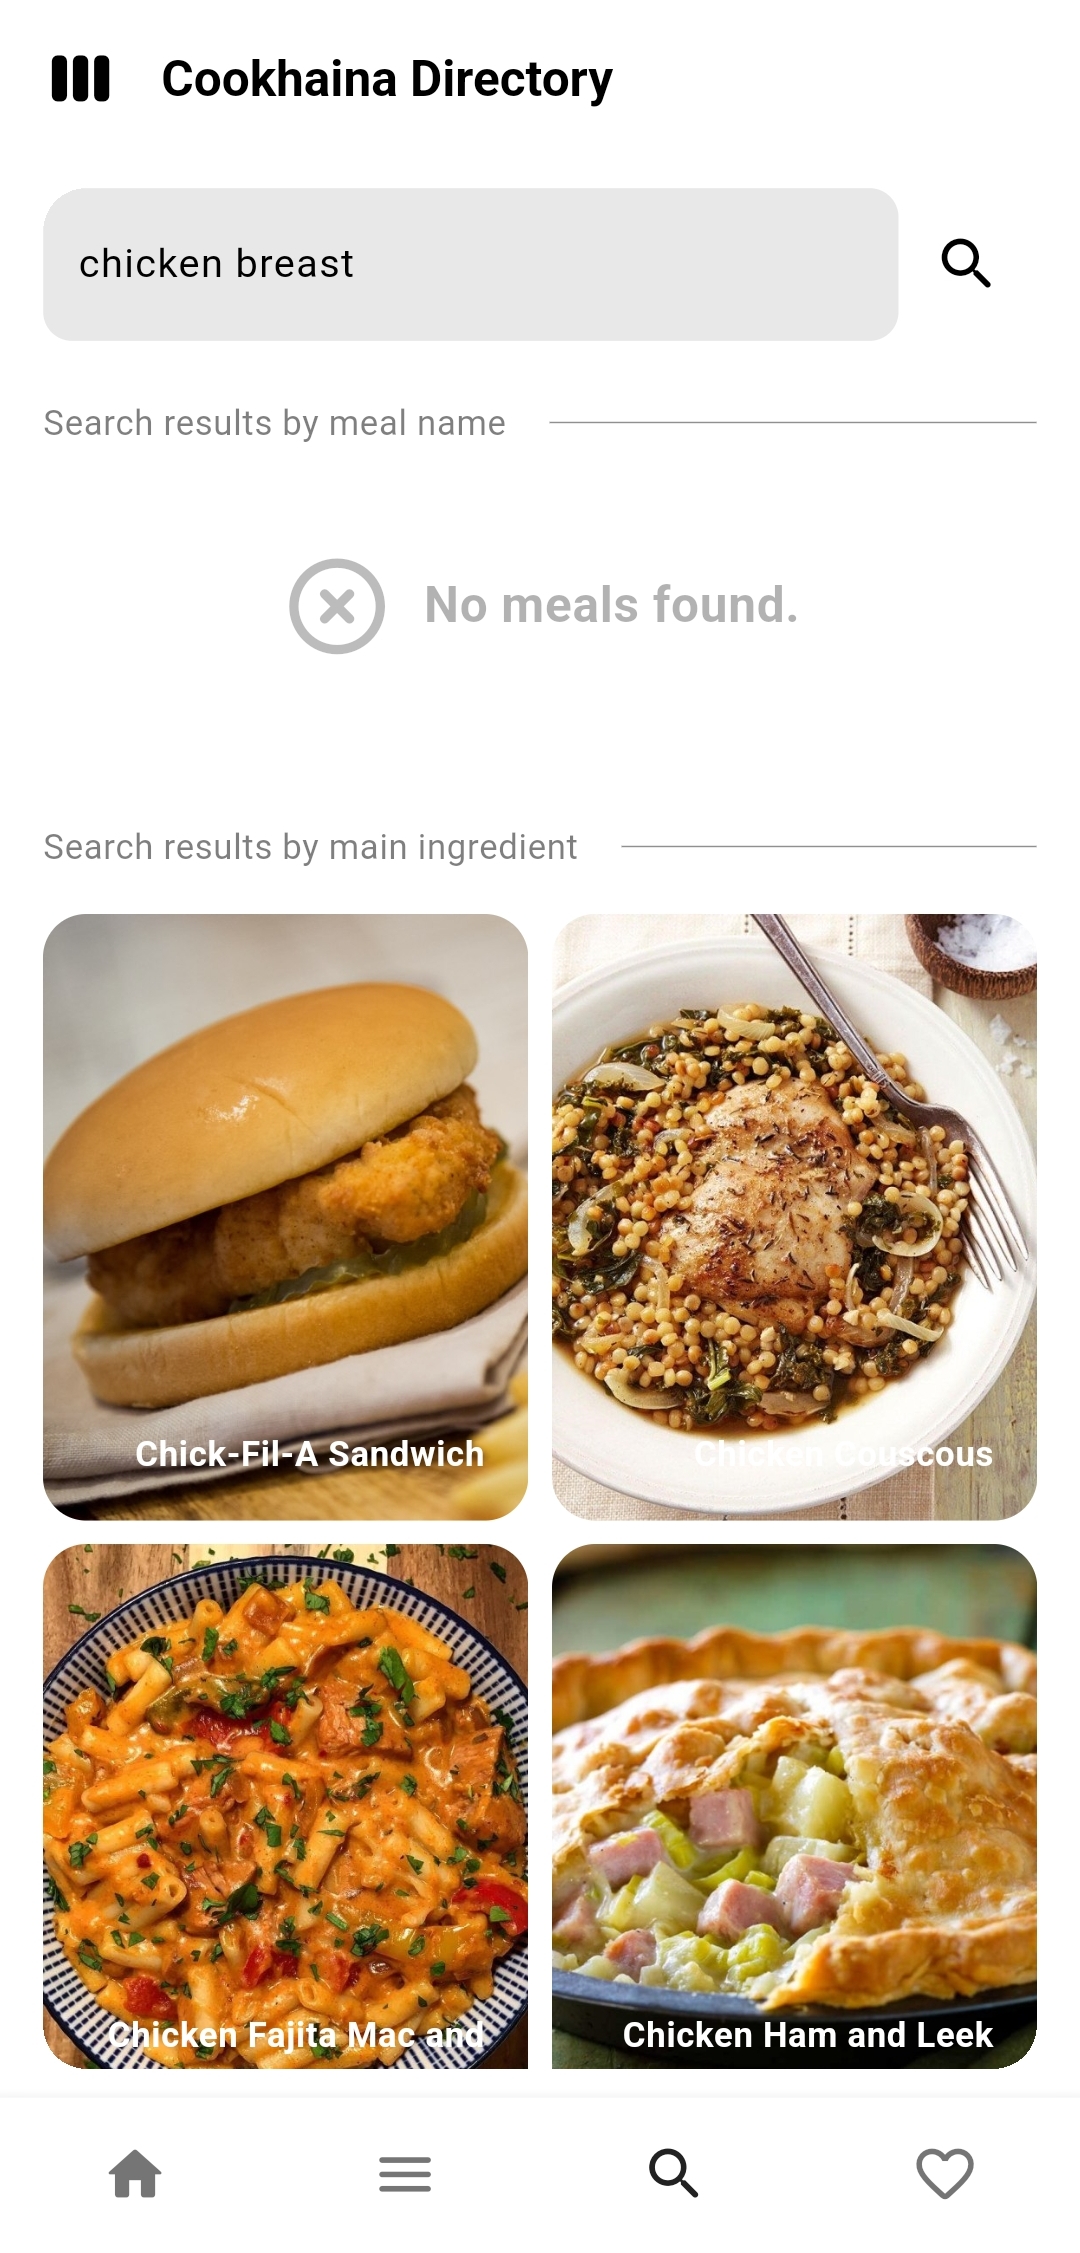 Cookhaina Directory
chicken breast
Search results by meal name
No meals found.
Search results by main ingredient
Chick-Fil-A Sandwich
Chicken Couscous
Chicken Fajita Mac and
Chicken Ham and Leek